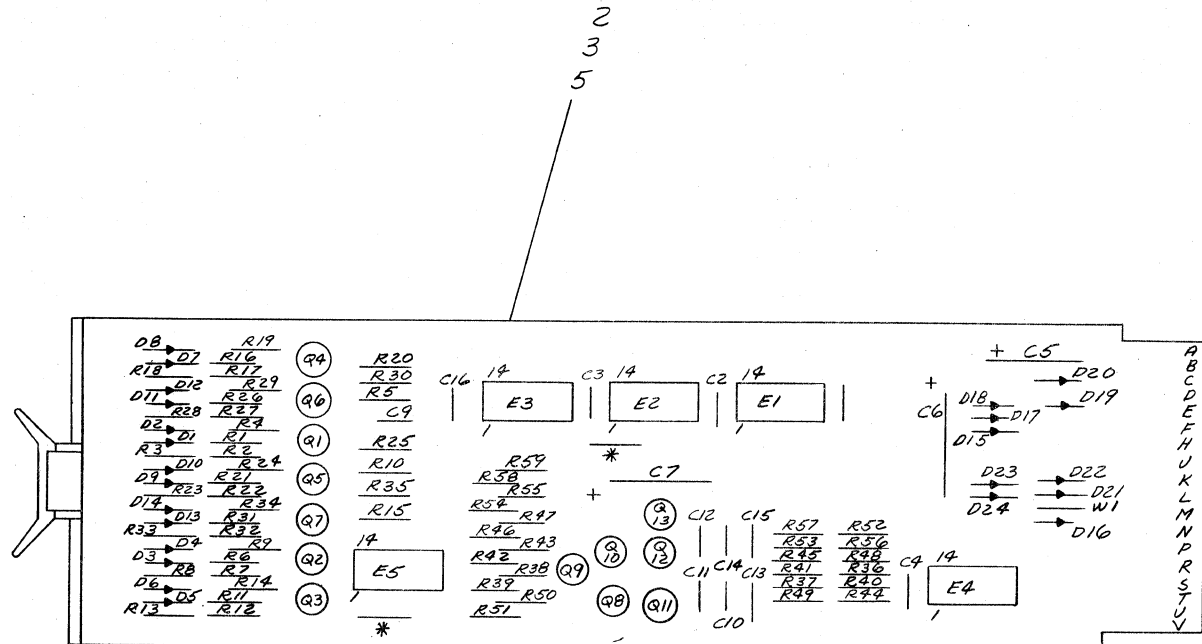 2
3
5
D8 R19
D7 R16
R18 R17
D12 R29
D11 R26
R28 R27
D2 R4
D1 R1
R3 R2
D10 R24
D9 R21
R23 R22
D14 R34
D13 R31
R33 R32
D4 R9
D3 R6
R8 R7
D6 R14
D5 R11
R13 R12
Q4
Q6
Q1
Q5
Q7
Q2
Q3
R20
R30
R5
C9
R25
R10
R35
R15
14
E5
*
C16
14
E3
C3
14
E2
*
C2
14
E1
R59
R58
R55
R54
R47
R46
R43
R42
R38
R39
R50
R51
+ C7
Q13
Q10
Q12
Q9
Q8
Q11
C12 C15
C11 C14 C13
C10
R57 R52
R53 R56
R45 R48
R41 R36
R37 R40
R49 R44
C4
14
E4
+ C5
+
C6
D20
D19
D18
D17
D15
D23 D22
D21
D24 W1
D16
A
B
C
D
E
F
H
J
K
L
M
N
P
R
S
T
U
V